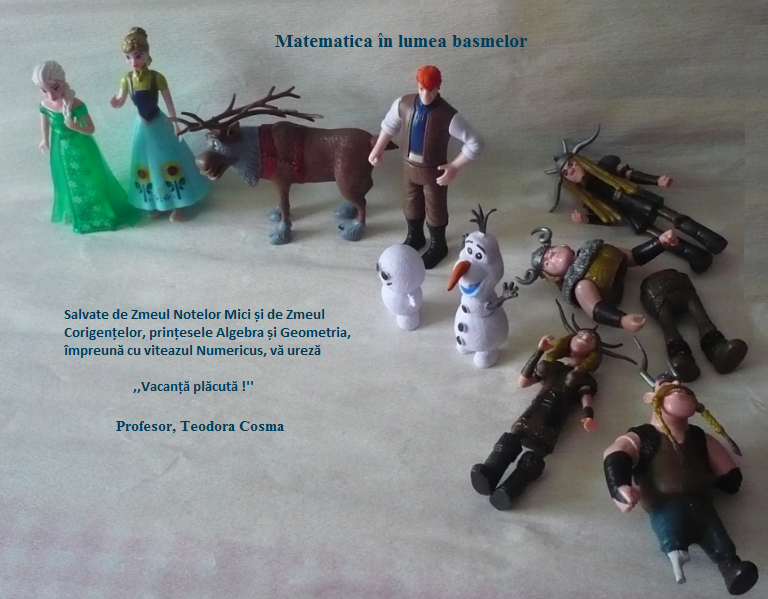 Matematica în lumea basmelor
Salvate de Zmeul Notelor Mici și de Zmeul
Corigențelor, prințesele Algebra și Geometria,
împreună cu viteazul Numericus, vă urează
,,Vacanță plăcută !''
Profesor, Teodora Cosma